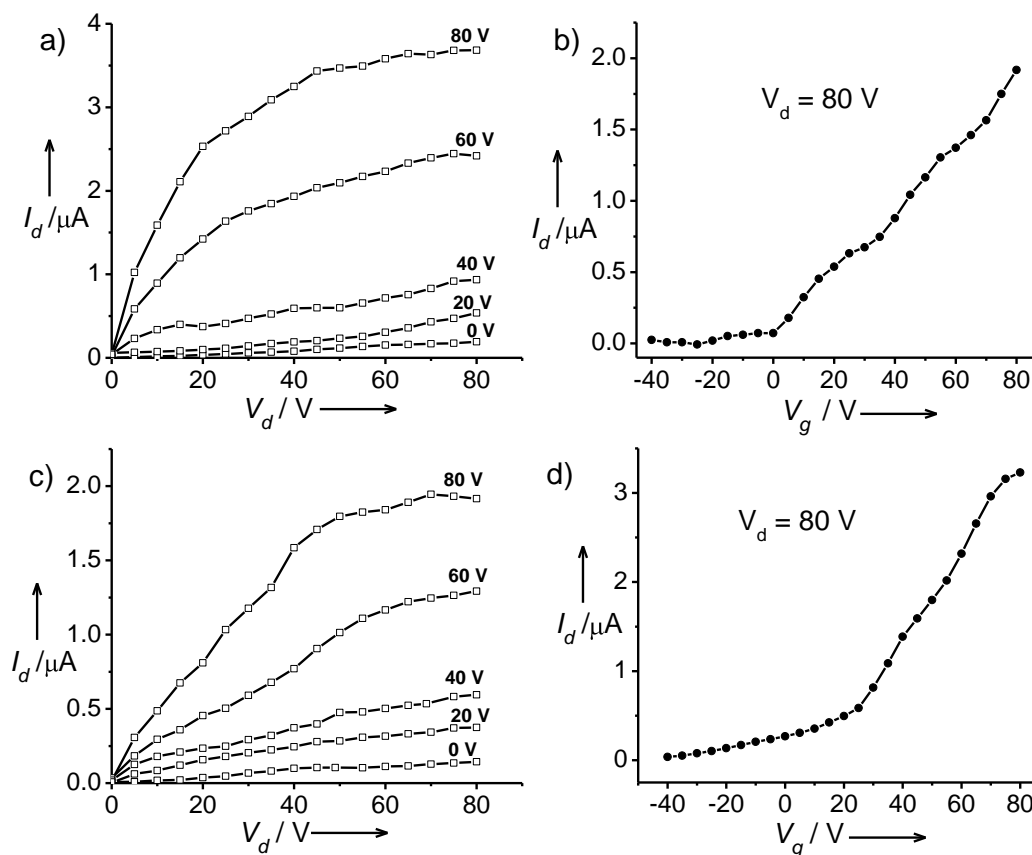 a)
4
3
2
1
0
I_d /μA
80 V
60 V
40 V
20 V
0 V
0 20 40 60 80
V_d / V
b)
2.0
1.5
1.0
0.5
0.0
I_d /μA
V_d = 80 V
-40 -20 0 20 40 60 80
V_g / V
c)
2.0
1.5
1.0
0.5
0.0
I_d /μA
80 V
60 V
40 V
20 V
0 V
0 20 40 60 80
V_d / V
d)
3
2
1
0
I_d /μA
V_d = 80 V
-40 -20 0 20 40 60 80
V_g / V